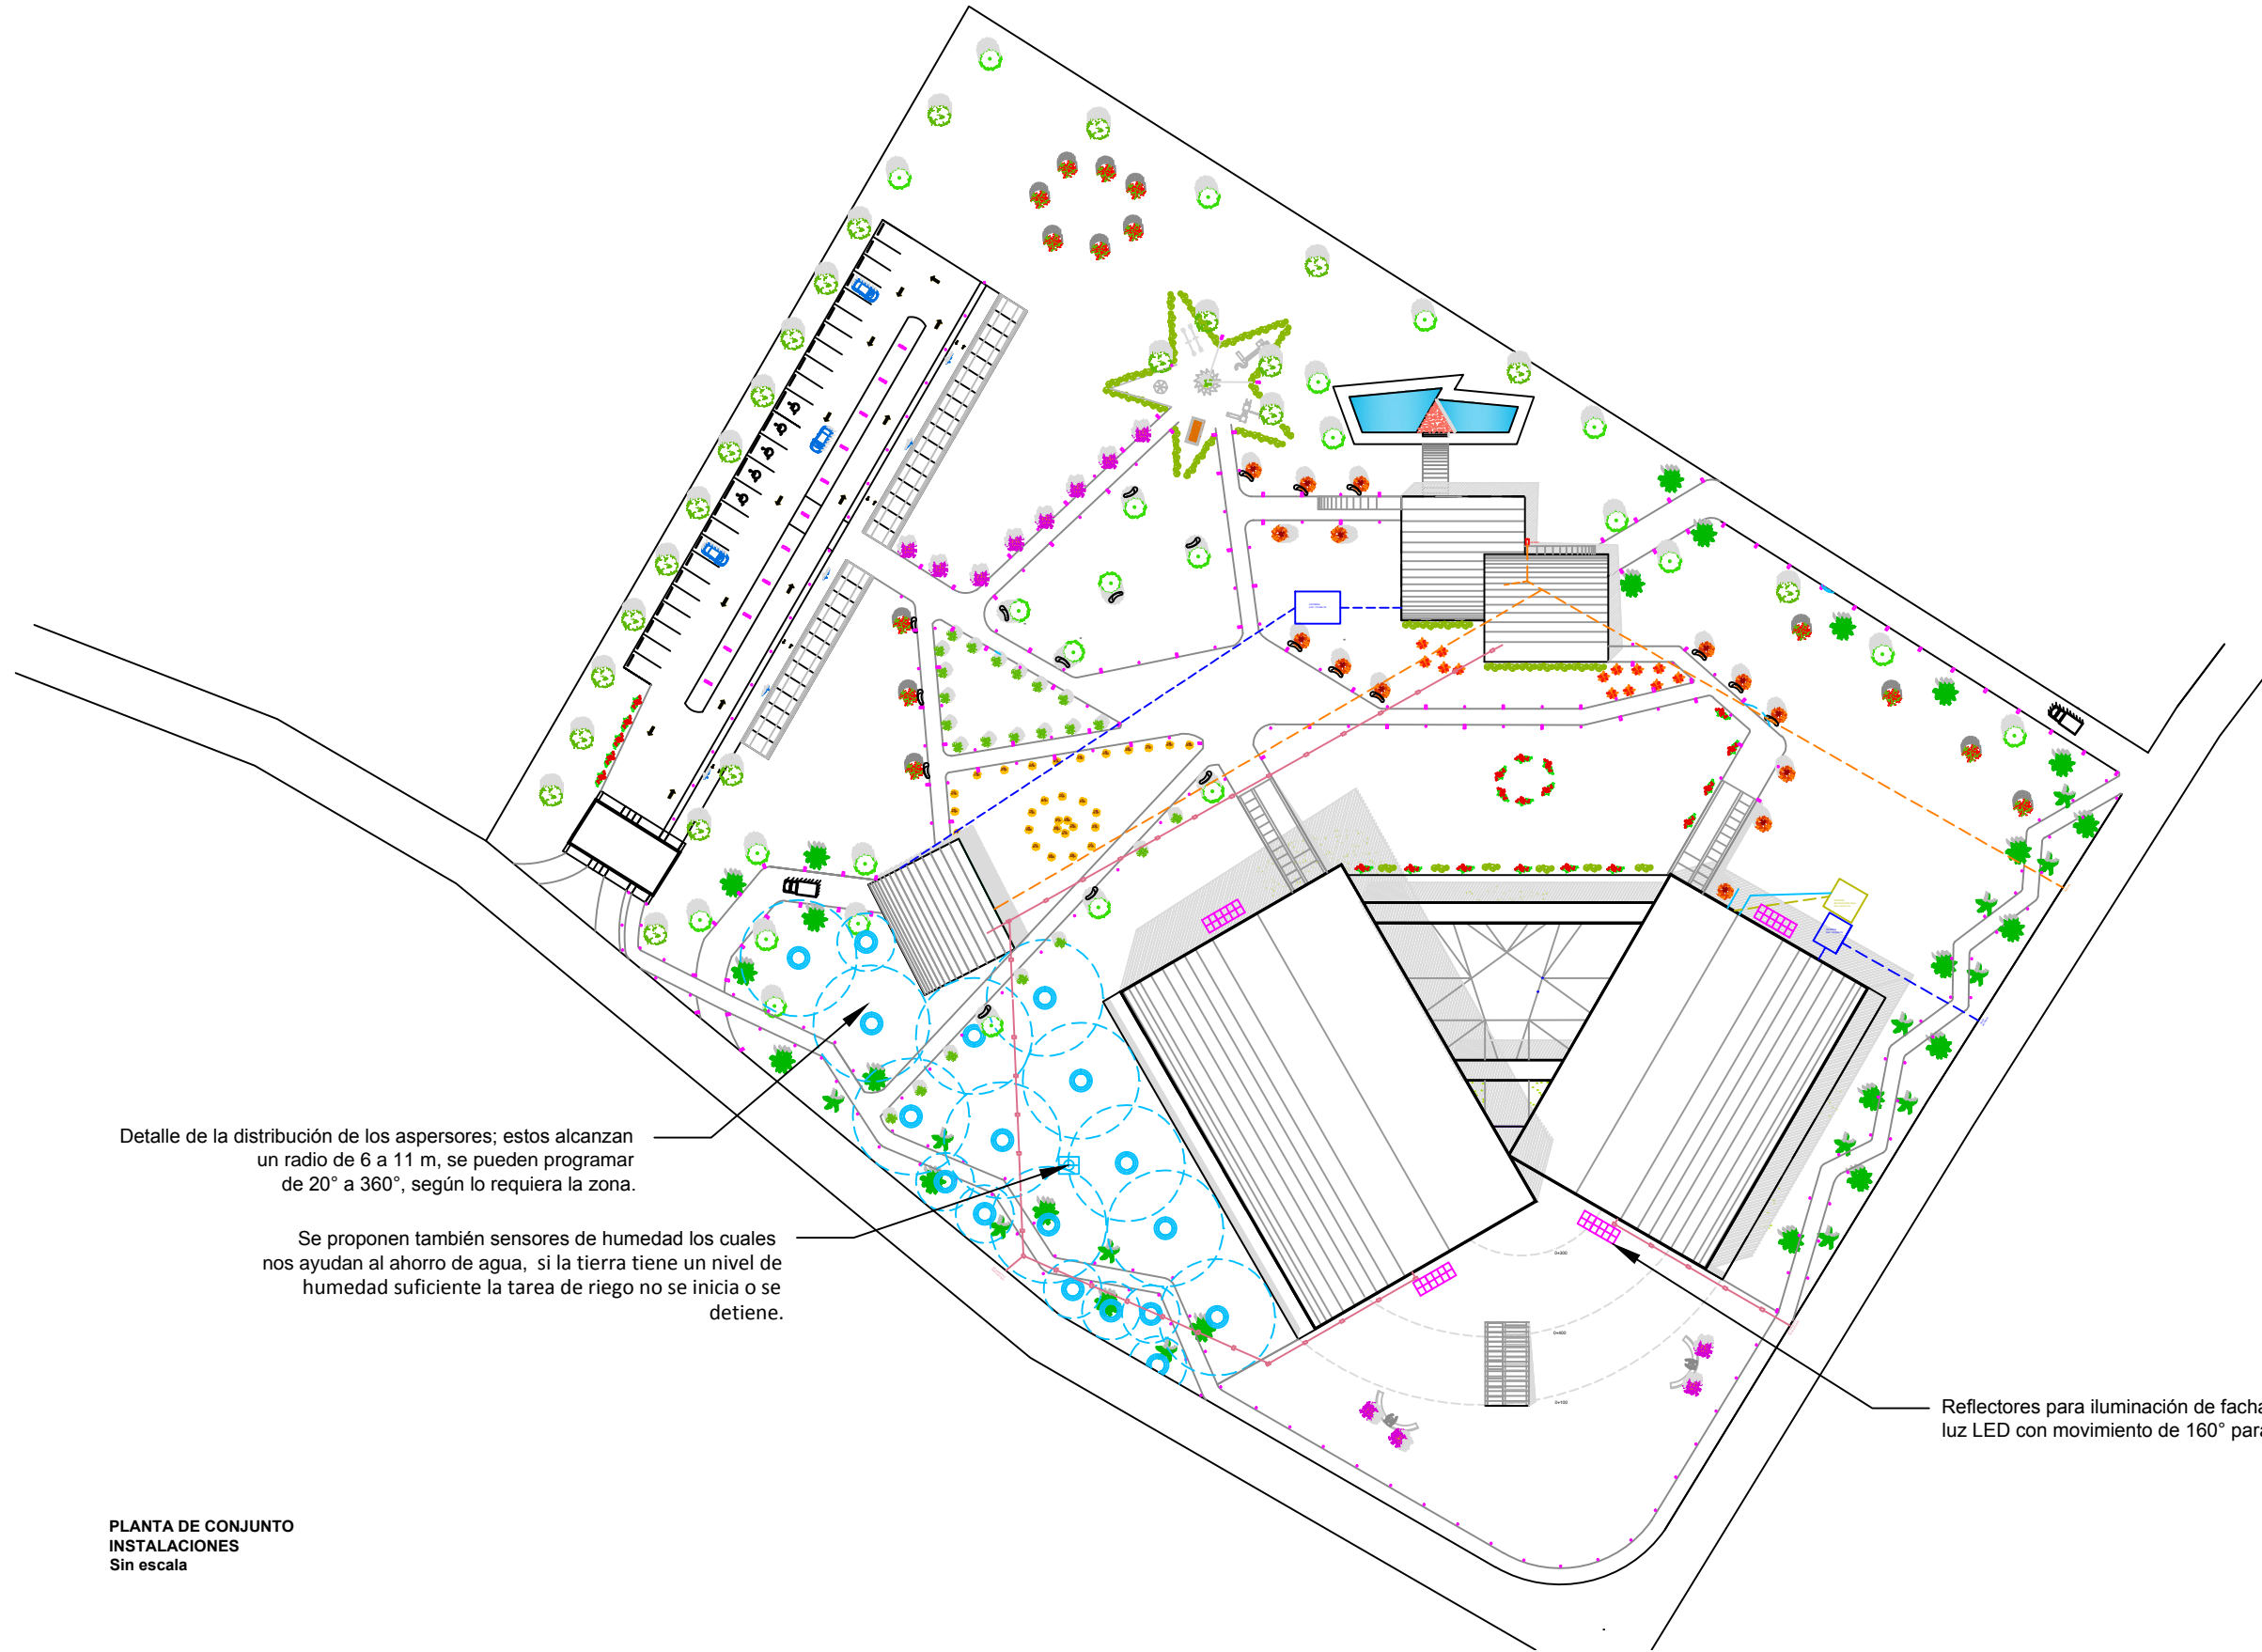 Detalle de la distribución de los aspersores; estos alcanzan
un radio de 6 a 11 m, se pueden programar
de 20° a 360°, según lo requiera la zona.
Se proponen también sensores de humedad los cuales
nos ayudan al ahorro de agua, si la tierra tiene un nivel de
humedad suficiente la tarea de riego no se inicia o se
detiene.
Reflectores para iluminación de facha
luz LED con movimiento de 160° para
PLANTA DE CONJUNTO
INSTALACIONES
Sin escala